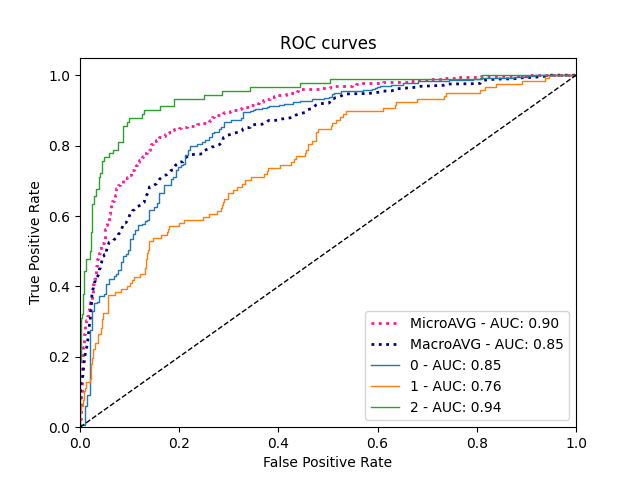 ROC curves
True Positive Rate
1.0
0.8
0.6
0.4
0.2
0.0
MicroAVG - AUC: 0.90
MacroAVG - AUC: 0.85
0 - AUC: 0.85
1 - AUC: 0.76
2 - AUC: 0.94
0.0 0.2 0.4 0.6 0.8 1.0
False Positive Rate